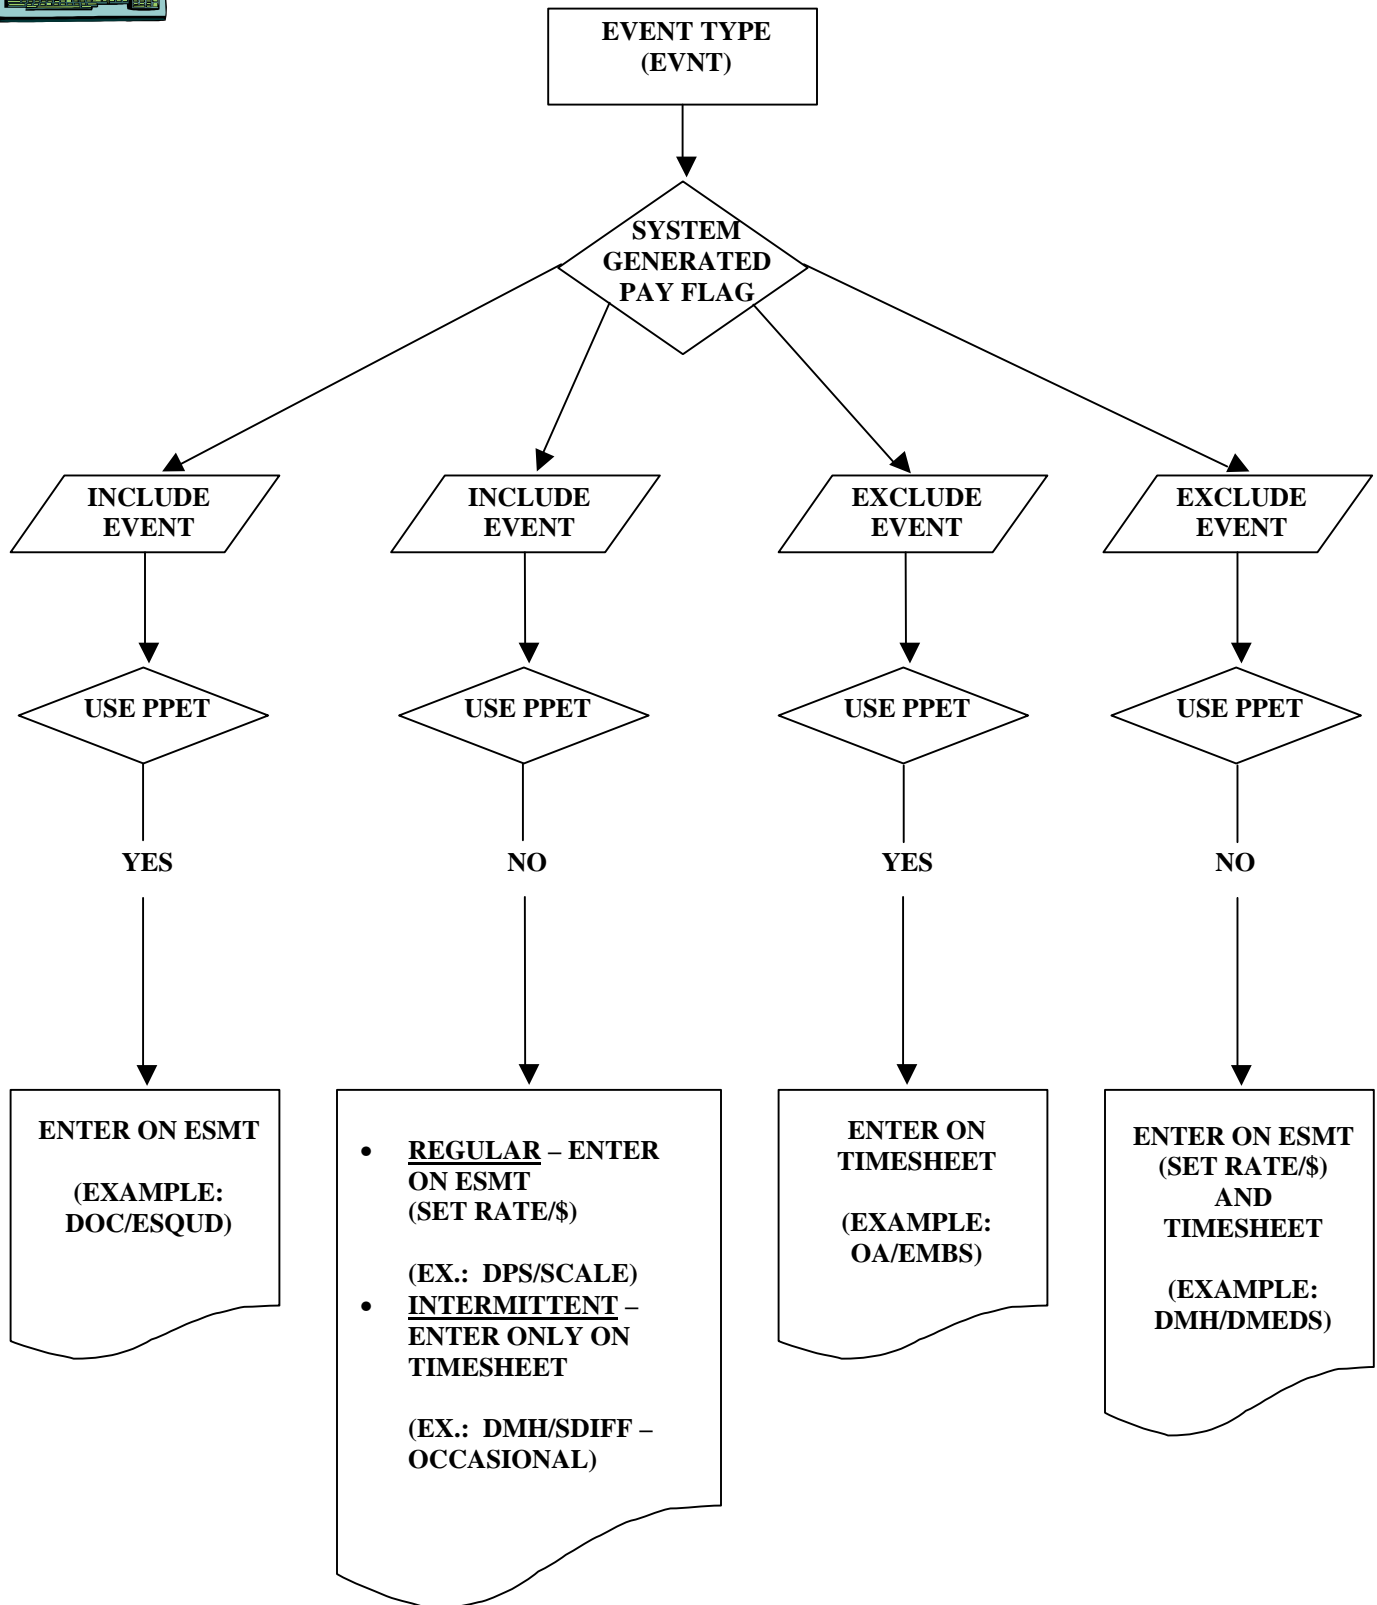 EVENT TYPE
(EVNT)
SYSTEM
GENERATED
PAY FLAG
INCLUDE
EVENT
INCLUDE
EVENT
EXCLUDE
EVENT
EXCLUDE
EVENT
USE PPET
USE PPET
USE PPET
USE PPET
YES
NO
YES
NO
ENTER ON ESMT
(EXAMPLE:
DOC/ESQUD)
• REGULAR – ENTER
ON ESMT
(SET RATE/$)
(EX.: DPS/SCALE)
• INTERMITTENT –
ENTER ONLY ON
TIMESHEET
(EX.: DMH/SDIFF –
OCCASIONAL)
ENTER ON
TIMESHEET
(EXAMPLE:
OA/EMBS)
ENTER ON ESMT
(SET RATE/$)
AND
TIMESHEET
(EXAMPLE:
DMH/DMEDS)